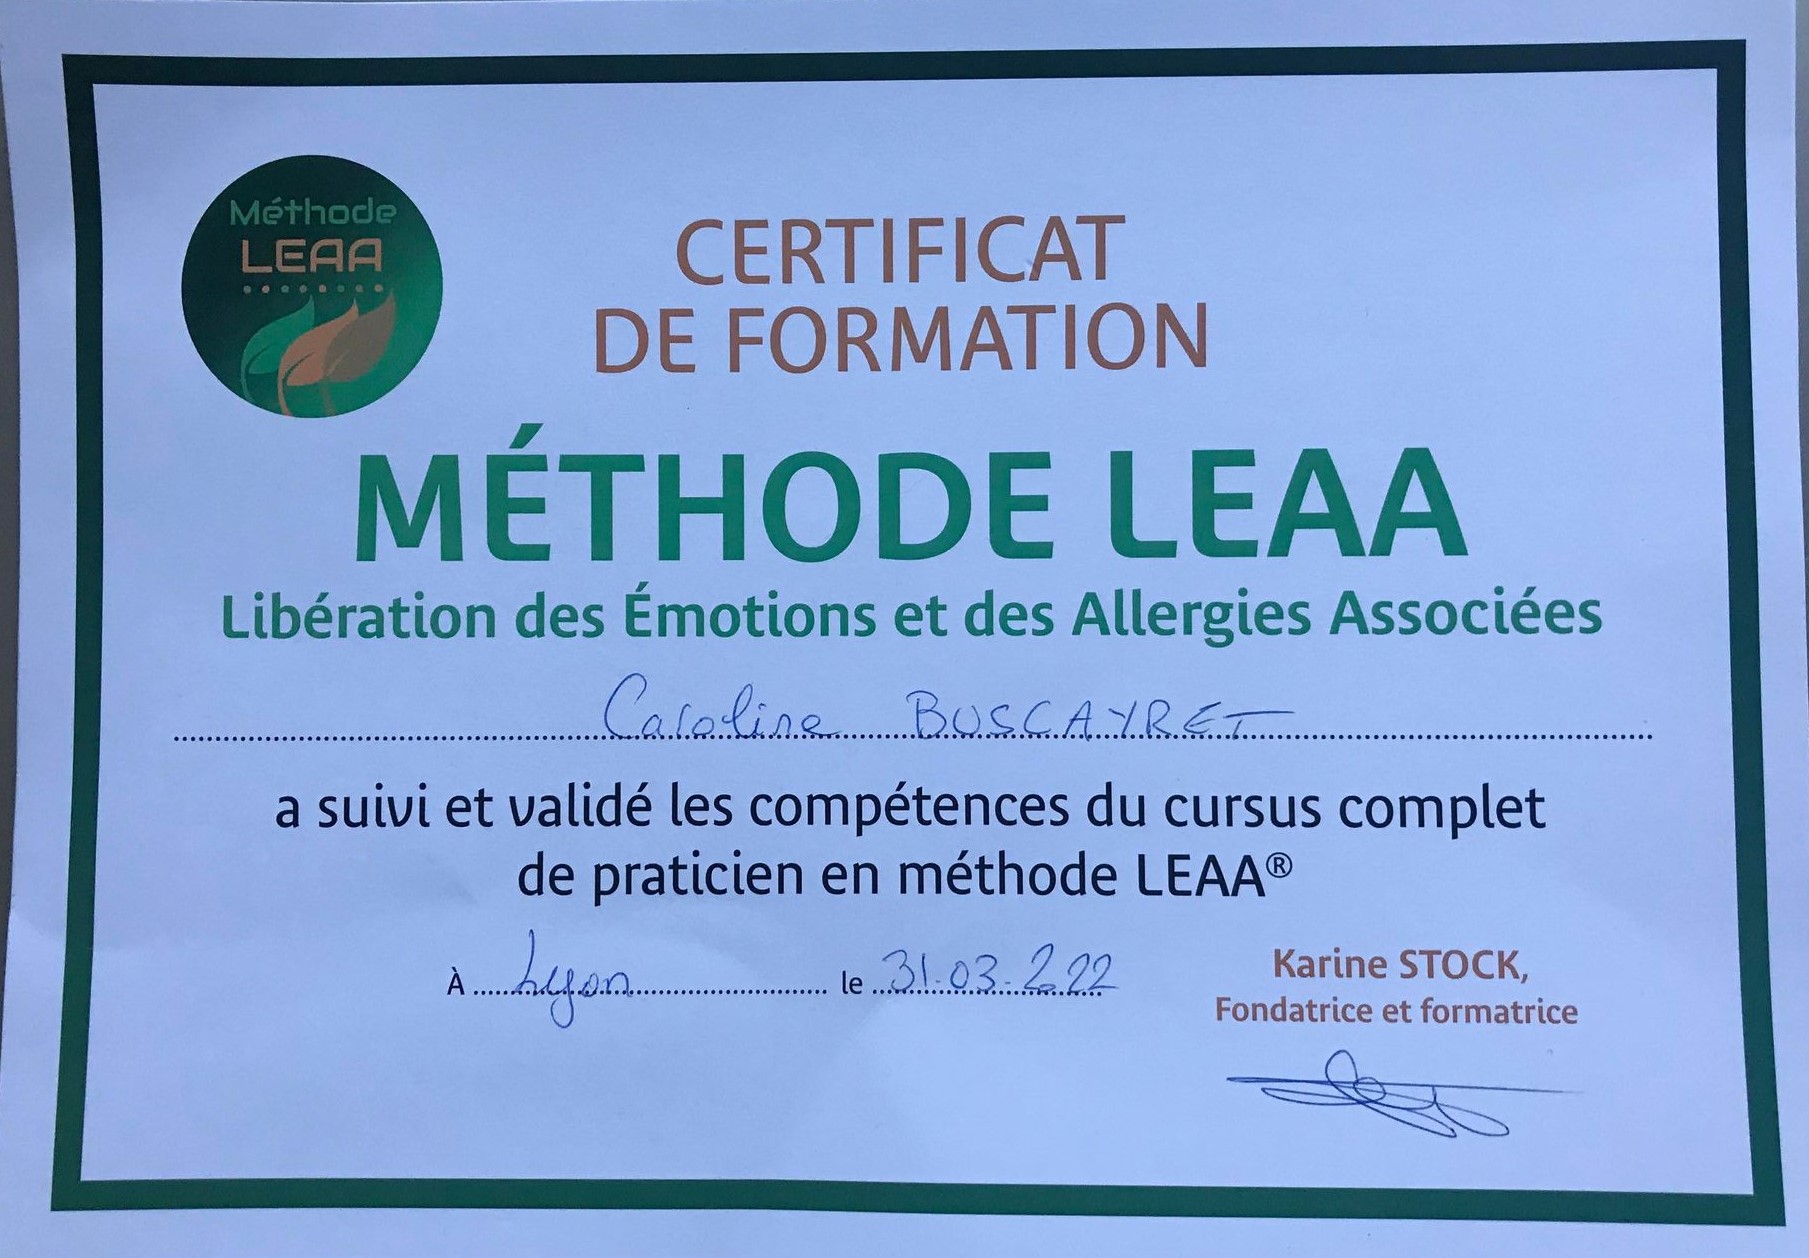 Méthode
LEAA
CERTIFICAT
DE FORMATION
MÉTHODE LEAA
Libération des Émotions et des Allergies Associées
Caroline BUSCAYRET
a suivi et validé les compétences du cursus complet
de praticien en méthode LEAA®
À Lyon le 31.03.2022
Karine STOCK,
Fondatrice et formatrice